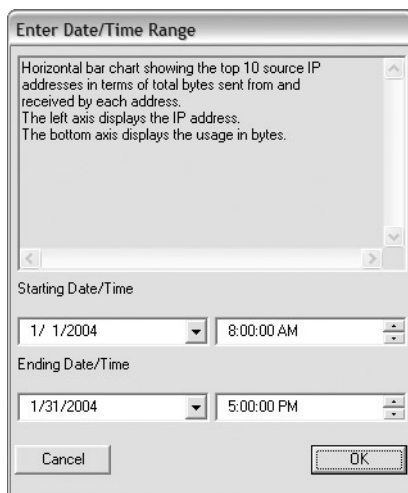 Enter Date/Time Range
Horizontal bar chart showing the top 10 source IP
addresses in terms of total bytes sent from and
received by each address.
The left axis displays the IP address.
The bottom axis displays the usage in bytes.
Starting Date/Time
1/ 1/2004
8:00:00 AM
Ending Date/Time
1/31/2004
5:00:00 PM
Cancel
OK